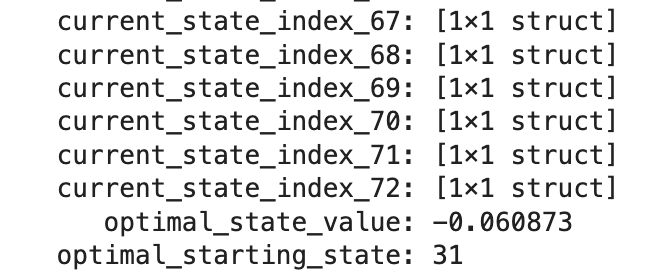 current_state_index_67: [1×1 struct]
current_state_index_68: [1×1 struct]
current_state_index_69: [1×1 struct]
current_state_index_70: [1×1 struct]
current_state_index_71: [1×1 struct]
current_state_index_72: [1×1 struct]
optimal_state_value: -0.060873
optimal_starting_state: 31